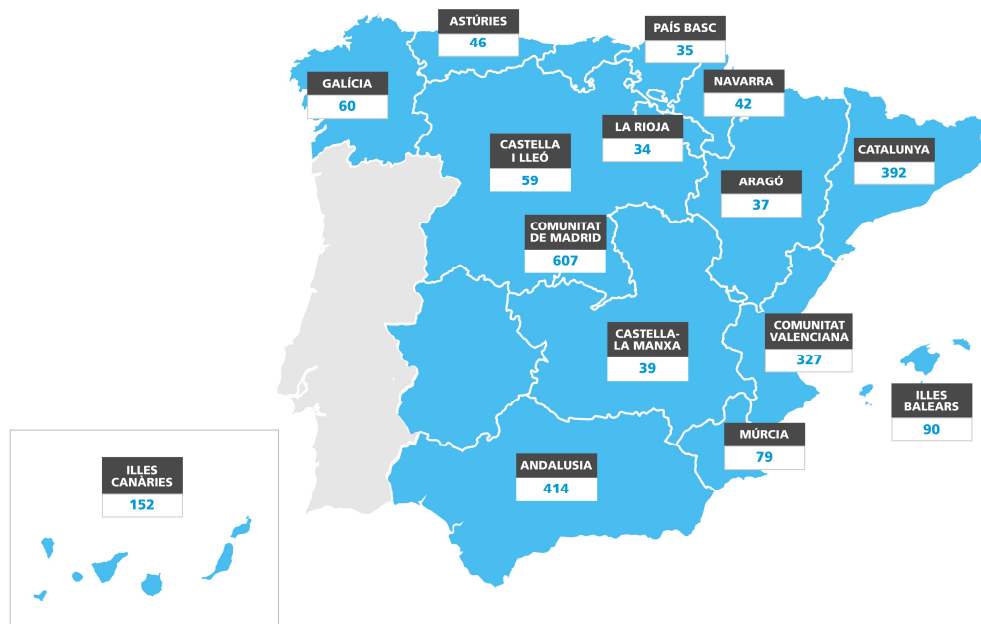 ASTÚRIES
46
PAÍS BASC
35
GALÍCIA
60
NAVARRA
42
LA RIOJA
34
CASTELLA
I LLEÓ
59
CATALUNYA
392
ARAGÓ
37
COMUNITAT
DE MADRID
607
COMUNITAT
VALENCIANA
327
CASTELLA-
LA MANXA
39
ILLES
BALEARS
90
MÚRCIA
79
ANDALUSIA
414
ILLES
CANÀRIES
152